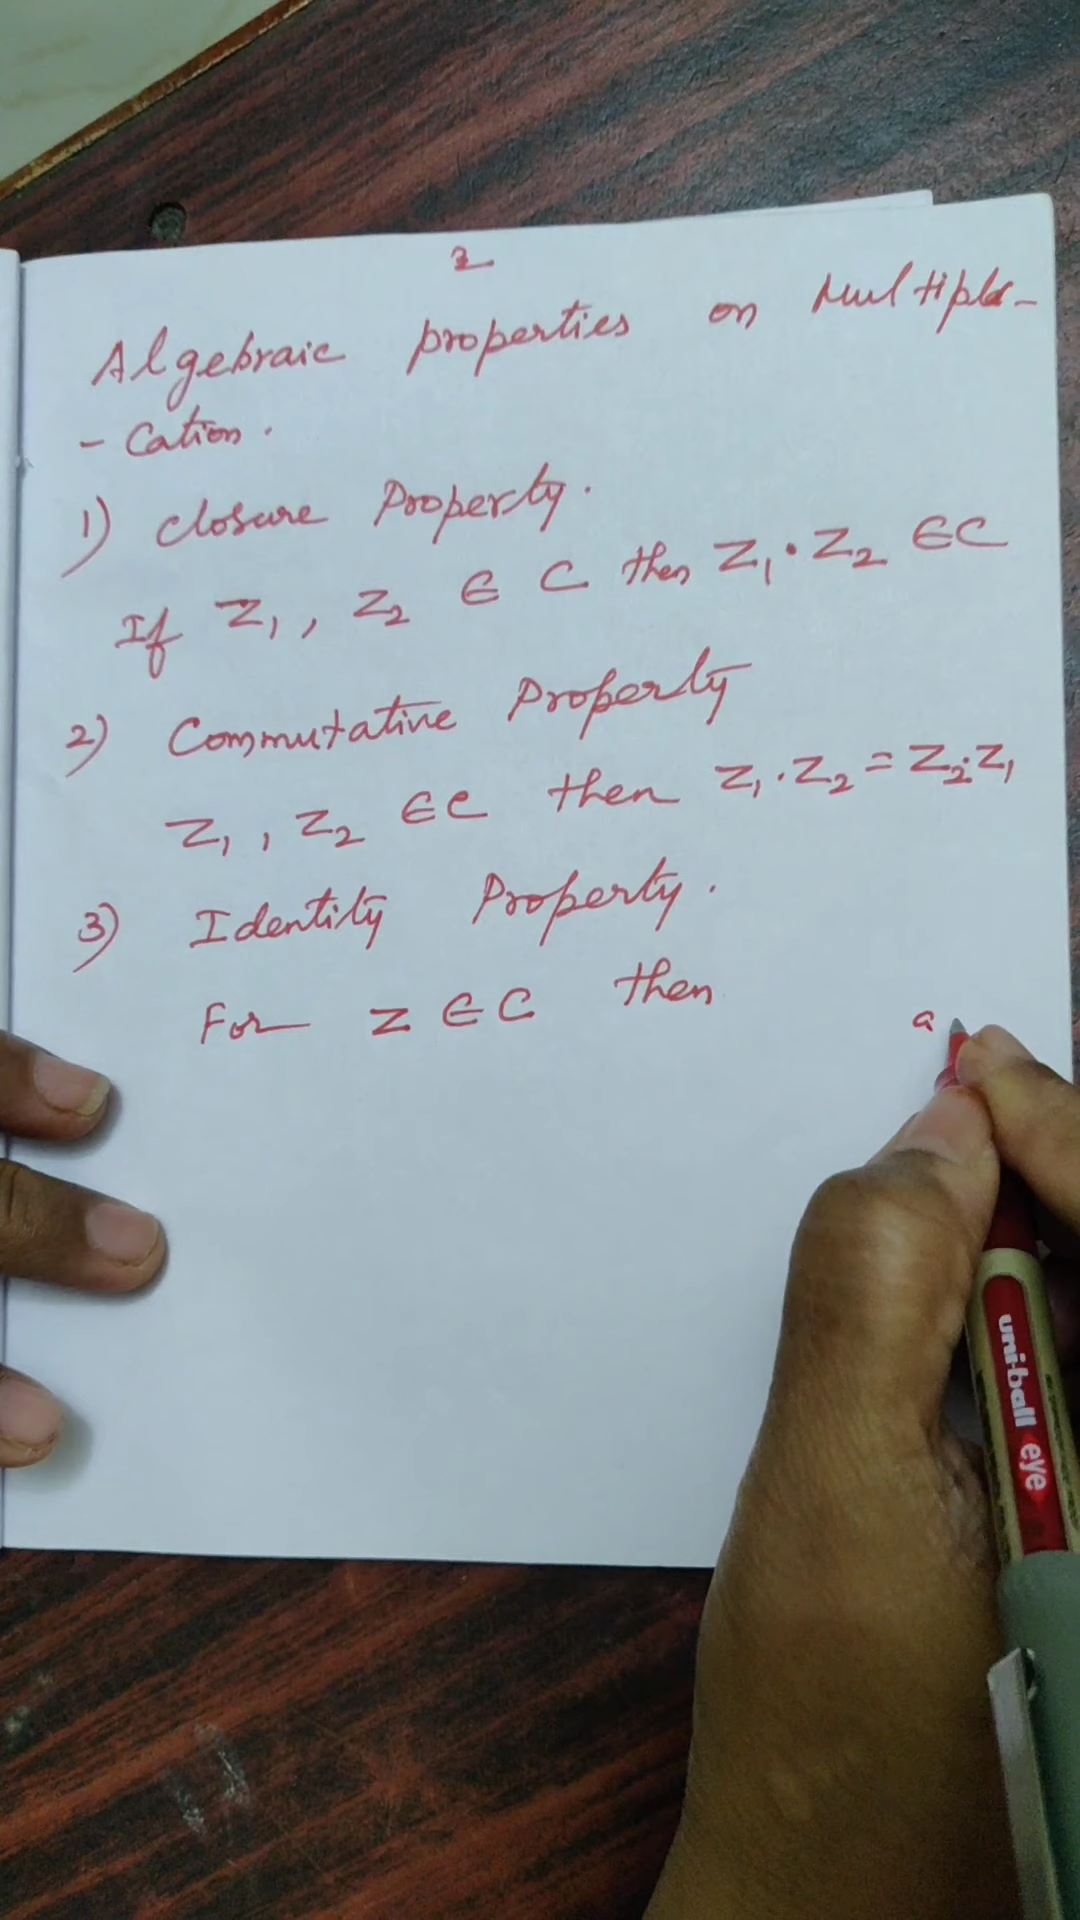 2
Algebraic properties on Multipli-
- Cation.
1) Closure Property.
If Z₁, Z₂ ∈ C then Z₁·Z₂ ∈ C
2) Commutative Property
Z₁, Z₂ ∈ C then Z₁·Z₂ = Z₂·Z₁
3) Identity Property.
For Z ∈ C then
a
uni-ball eye